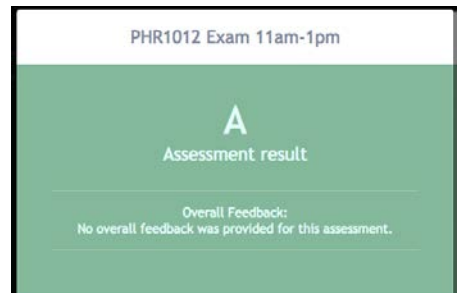 PHR1012 Exam 11am-1pm
A
Assessment result
Overall Feedback:
No overall feedback was provided for this assessment.